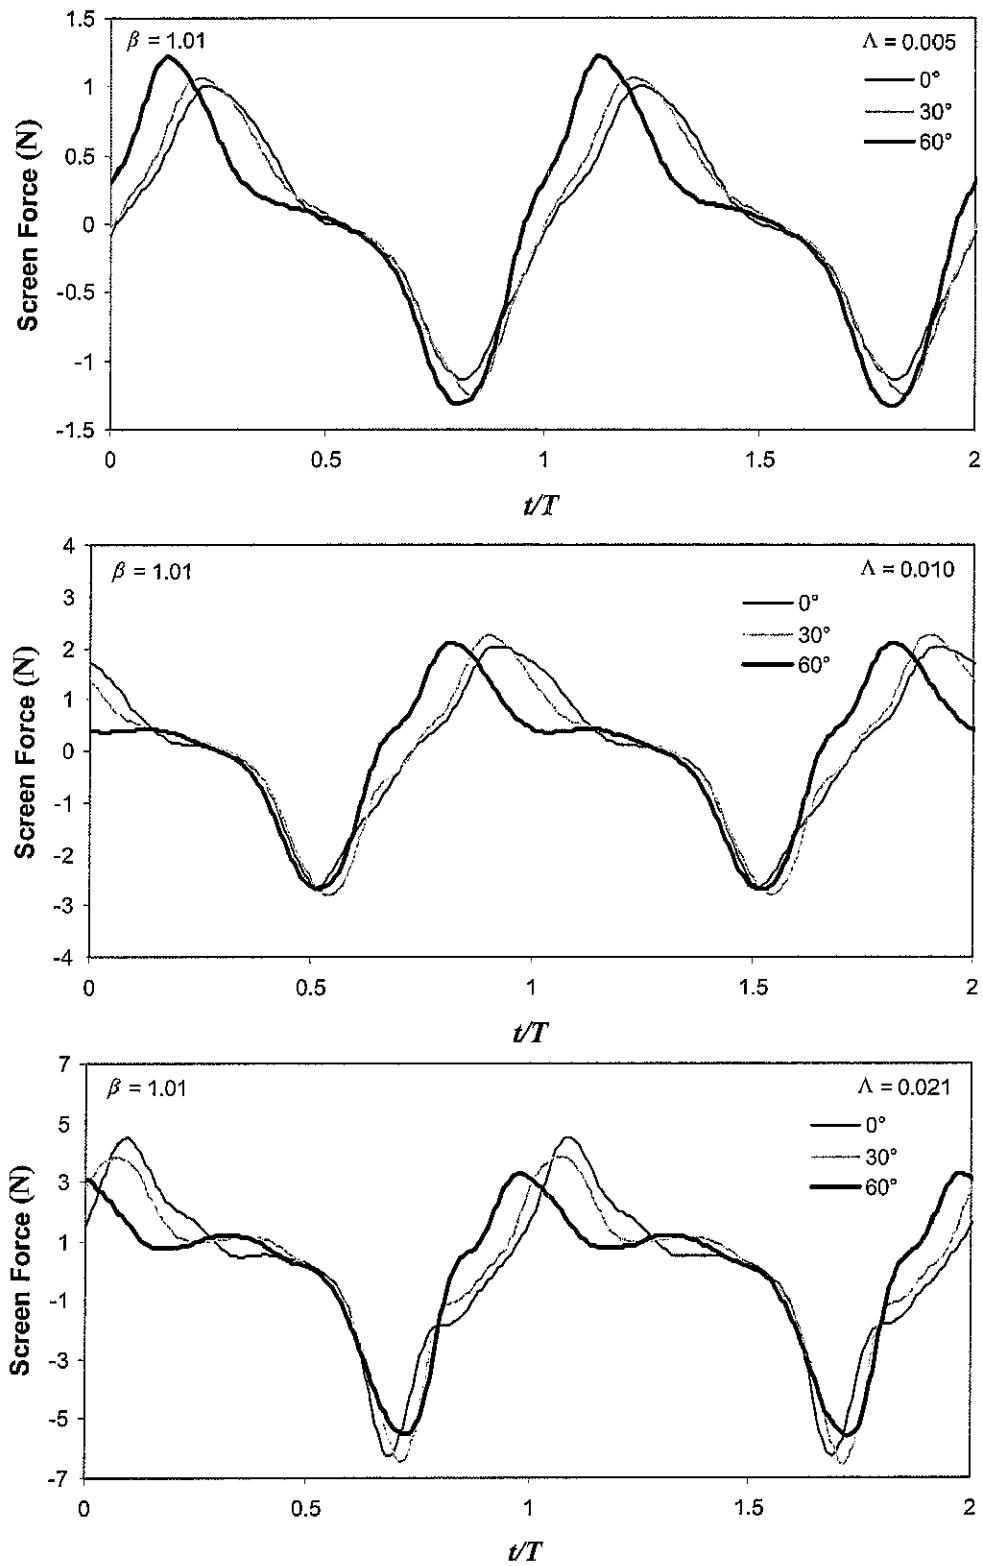 β = 1.01
Λ = 0.005
0°
30°
60°
Screen Force (N)
1.5
1
0.5
0
-0.5
-1
-1.5
0 0.5 1 1.5 2
t/T
β = 1.01
Λ = 0.010
0°
30°
60°
Screen Force (N)
4
3
2
1
0
-1
-2
-3
-4
0 0.5 1 1.5 2
t/T
β = 1.01
Λ = 0.021
0°
30°
60°
Screen Force (N)
7
5
3
1
-1
-3
-5
-7
0 0.5 1 1.5 2
t/T